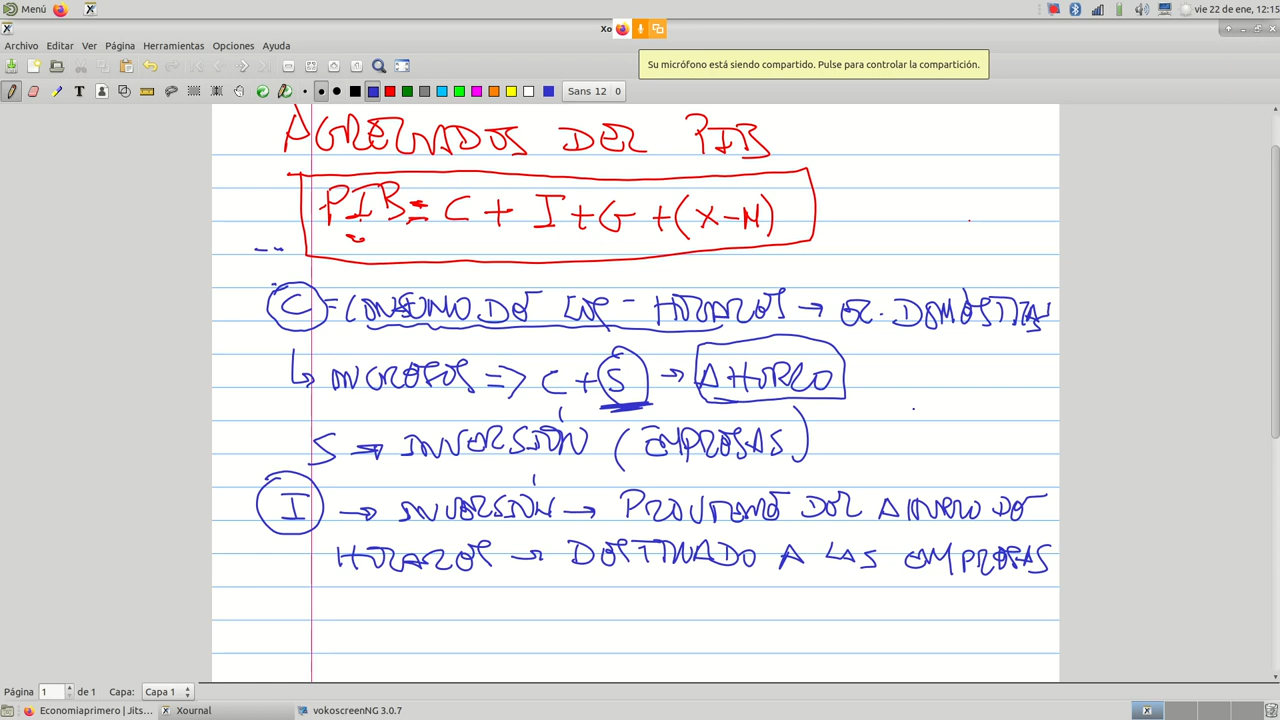 Menú vie 22 de ene, 12:15
Xo
Archivo Editar Ver Página Herramientas Opciones Ayuda
Su micrófono está siendo compartido. Pulse para controlar la compartición.
Sans 12 0
AGREGADOS DEL PIB
PIB = C + I + G + (X-M)
C = CONSUMO DE LOS HOGARES → EC. DOMÉSTICAS
↳ INGRESOS => C + S → AHORRO
S → INVERSIÓN (EMPRESAS)
I → INVERSIÓN → PROVIENE DEL AHORRO DE
HOGARES → DESTINADO A LAS EMPRESAS
Página 1 de 1 Capa: Capa 1
Economiaprimero | Jits... Xournal vokoscreenNG 3.0.7